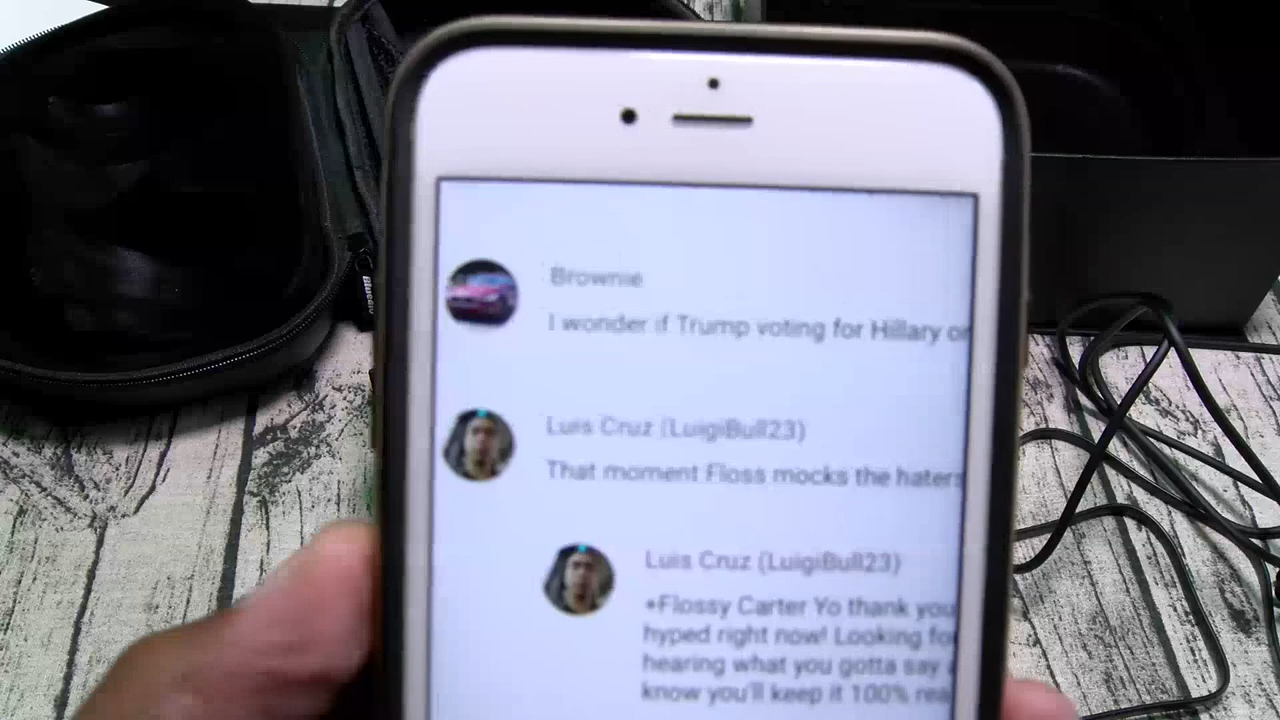 Brownie
I wonder if Trump voting for Hillary or
Luis Cruz (LuigiBull23)
That moment Floss mocks the haters
Luis Cruz (LuigiBull23)
+Flossy Carter Yo thank you
hyped right now! Looking for
hearing what you gotta say
know you'll keep it 100% rea
Bluedio